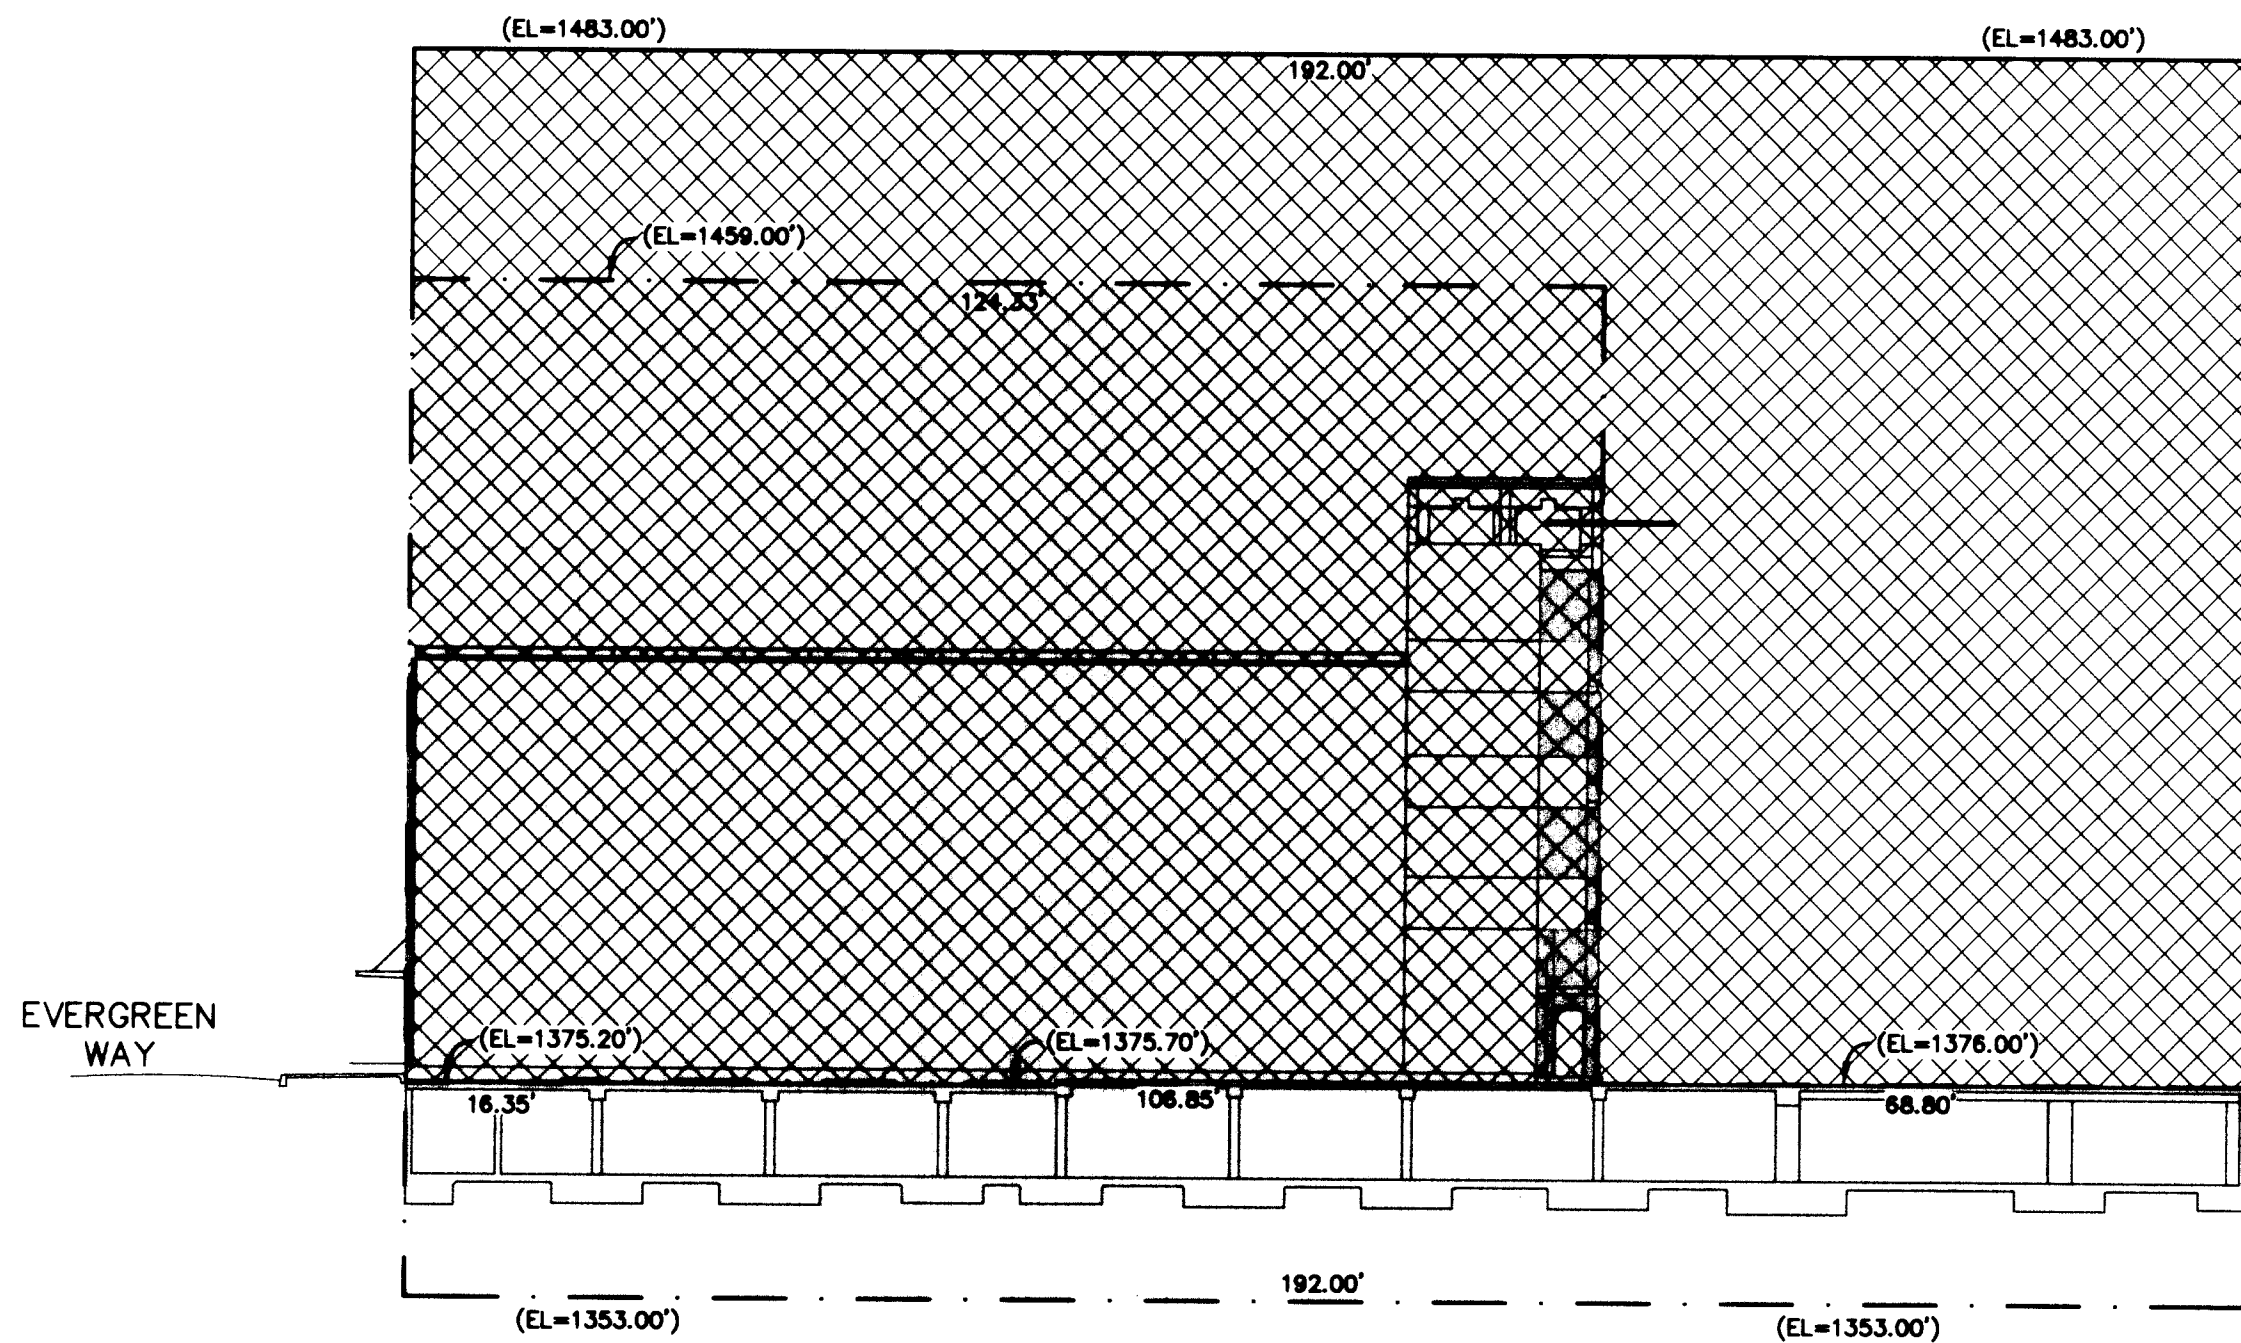 (EL=1483.00')
(EL=1483.00')
192.00'
(EL=1459.00')
124.33'
EVERGREEN
WAY
(EL=1375.20')
(EL=1375.70')
(EL=1376.00')
16.35'
106.85'
68.80'
192.00'
(EL=1353.00')
(EL=1353.00')